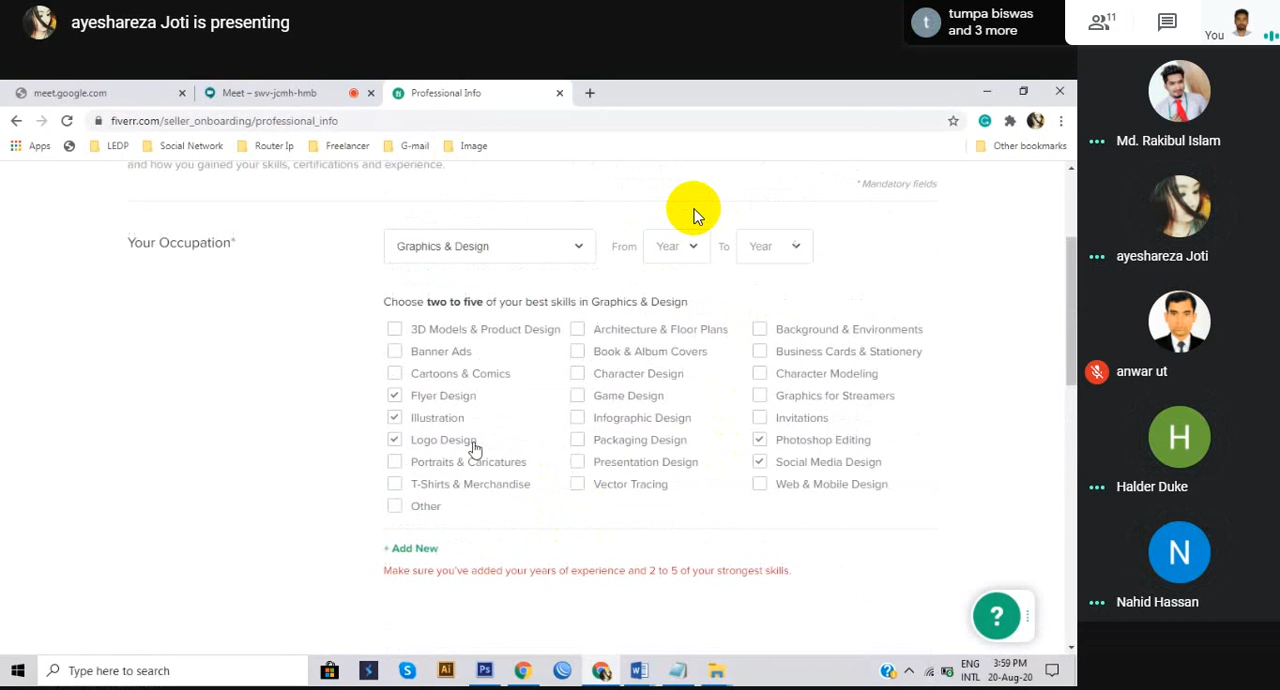 ayeshareza Joti is presenting
tumpa biswas
and 3 more
11
You
meet.google.com
Meet – swv-jcmh-hmb
Professional Info
fiverr.com/seller_onboarding/professional_info
Apps
LEDP
Social Network
Router Ip
Freelancer
G-mail
Image
Other bookmarks
and how you gained your skills, certifications and experience.
* Mandatory fields
Your Occupation*
Graphics & Design
From
Year
To
Year
Choose two to five of your best skills in Graphics & Design
3D Models & Product Design
Architecture & Floor Plans
Background & Environments
Banner Ads
Book & Album Covers
Business Cards & Stationery
Cartoons & Comics
Character Design
Character Modeling
Flyer Design
Game Design
Graphics for Streamers
Illustration
Infographic Design
Invitations
Logo Design
Packaging Design
Photoshop Editing
Portraits & Caricatures
Presentation Design
Social Media Design
T-Shirts & Merchandise
Vector Tracing
Web & Mobile Design
Other
+ Add New
Make sure you've added your years of experience and 2 to 5 of your strongest skills.
?
Type here to search
ENG
INTL
3:59 PM
20-Aug-20
t
Md. Rakibul Islam
ayeshareza Joti
anwar ut
H
Halder Duke
N
Nahid Hassan